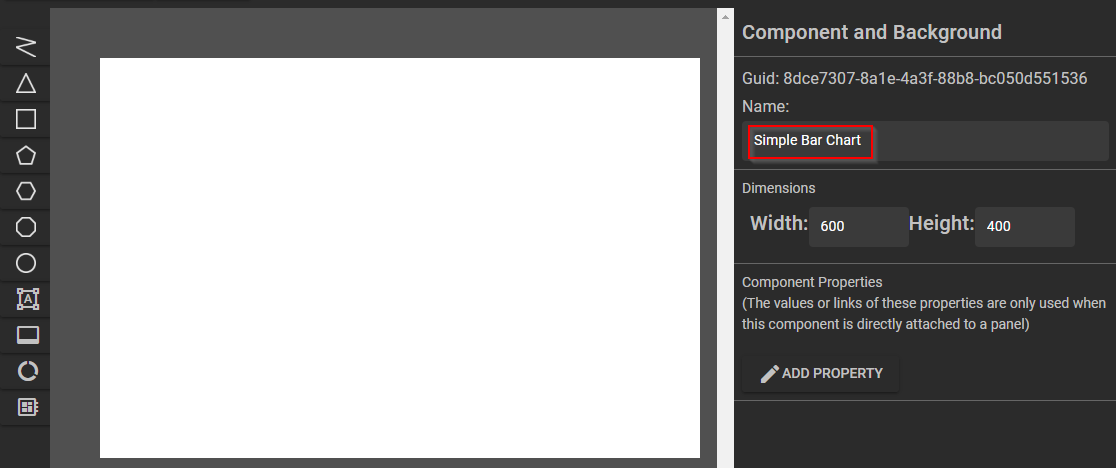 Component and Background
Guid: 8dce7307-8a1e-4a3f-88b8-bc050d551536
Name:
Simple Bar Chart
Dimensions
Width: 600 Height: 400
Component Properties
(The values or links of these properties are only used when
this component is directly attached to a panel)
ADD PROPERTY
A